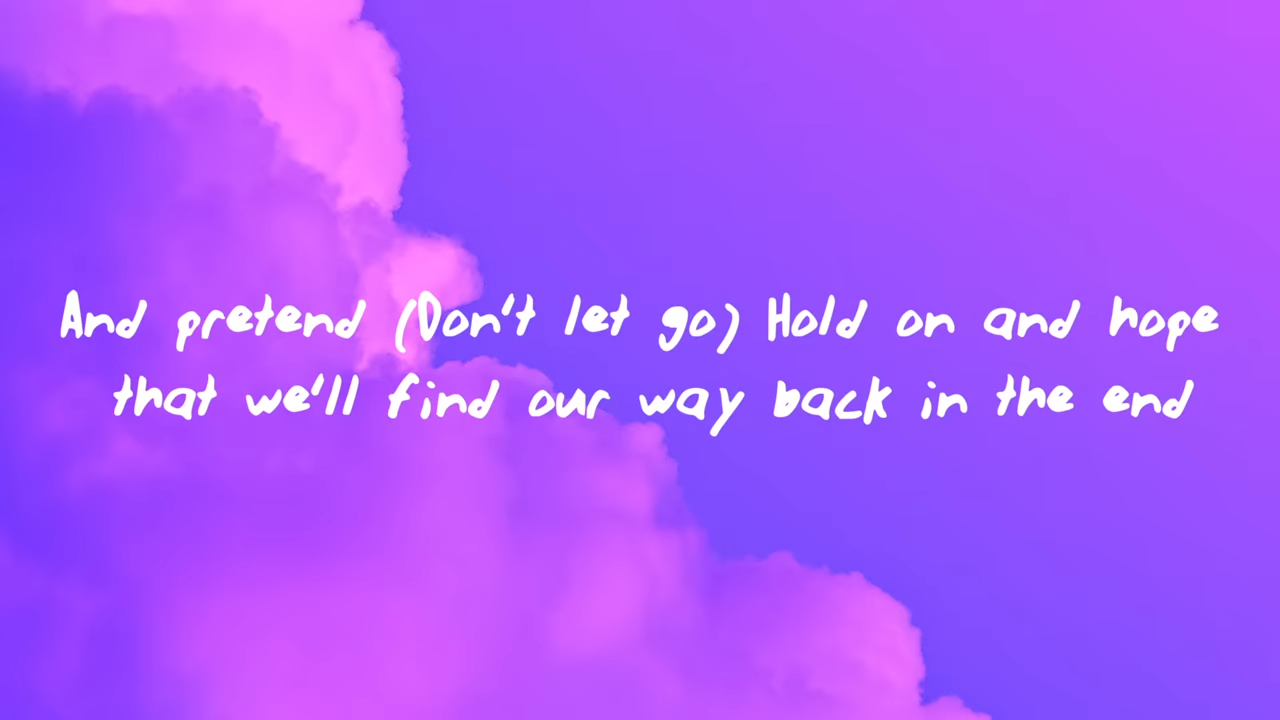 And pretend (Don't let go) Hold on and hope
that we'll find our way back in the end